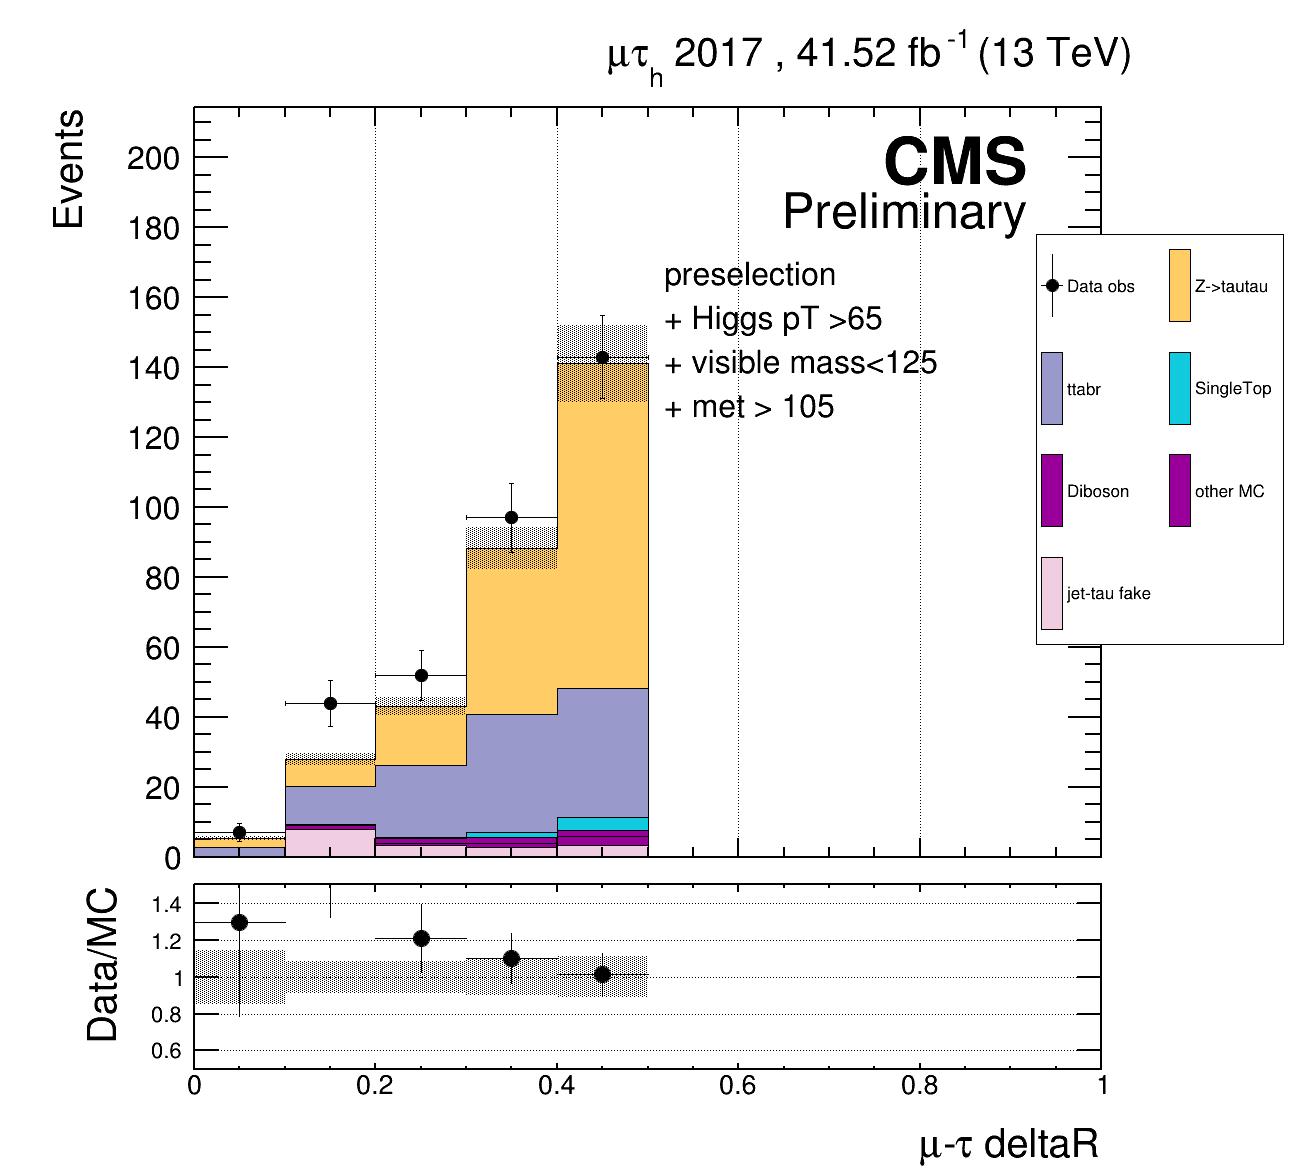 μτh 2017 , 41.52 fb-1 (13 TeV)
Events
200
180
160
140
120
100
80
60
40
20
0
CMS
Preliminary
preselection
+ Higgs pT >65
+ visible mass<125
+ met > 105
Data obs
Z->tautau
ttabr
SingleTop
Diboson
other MC
jet-tau fake
Data/MC
1.4
1.2
1
0.8
0.6
0 0.2 0.4 0.6 0.8 1
μ-τ deltaR